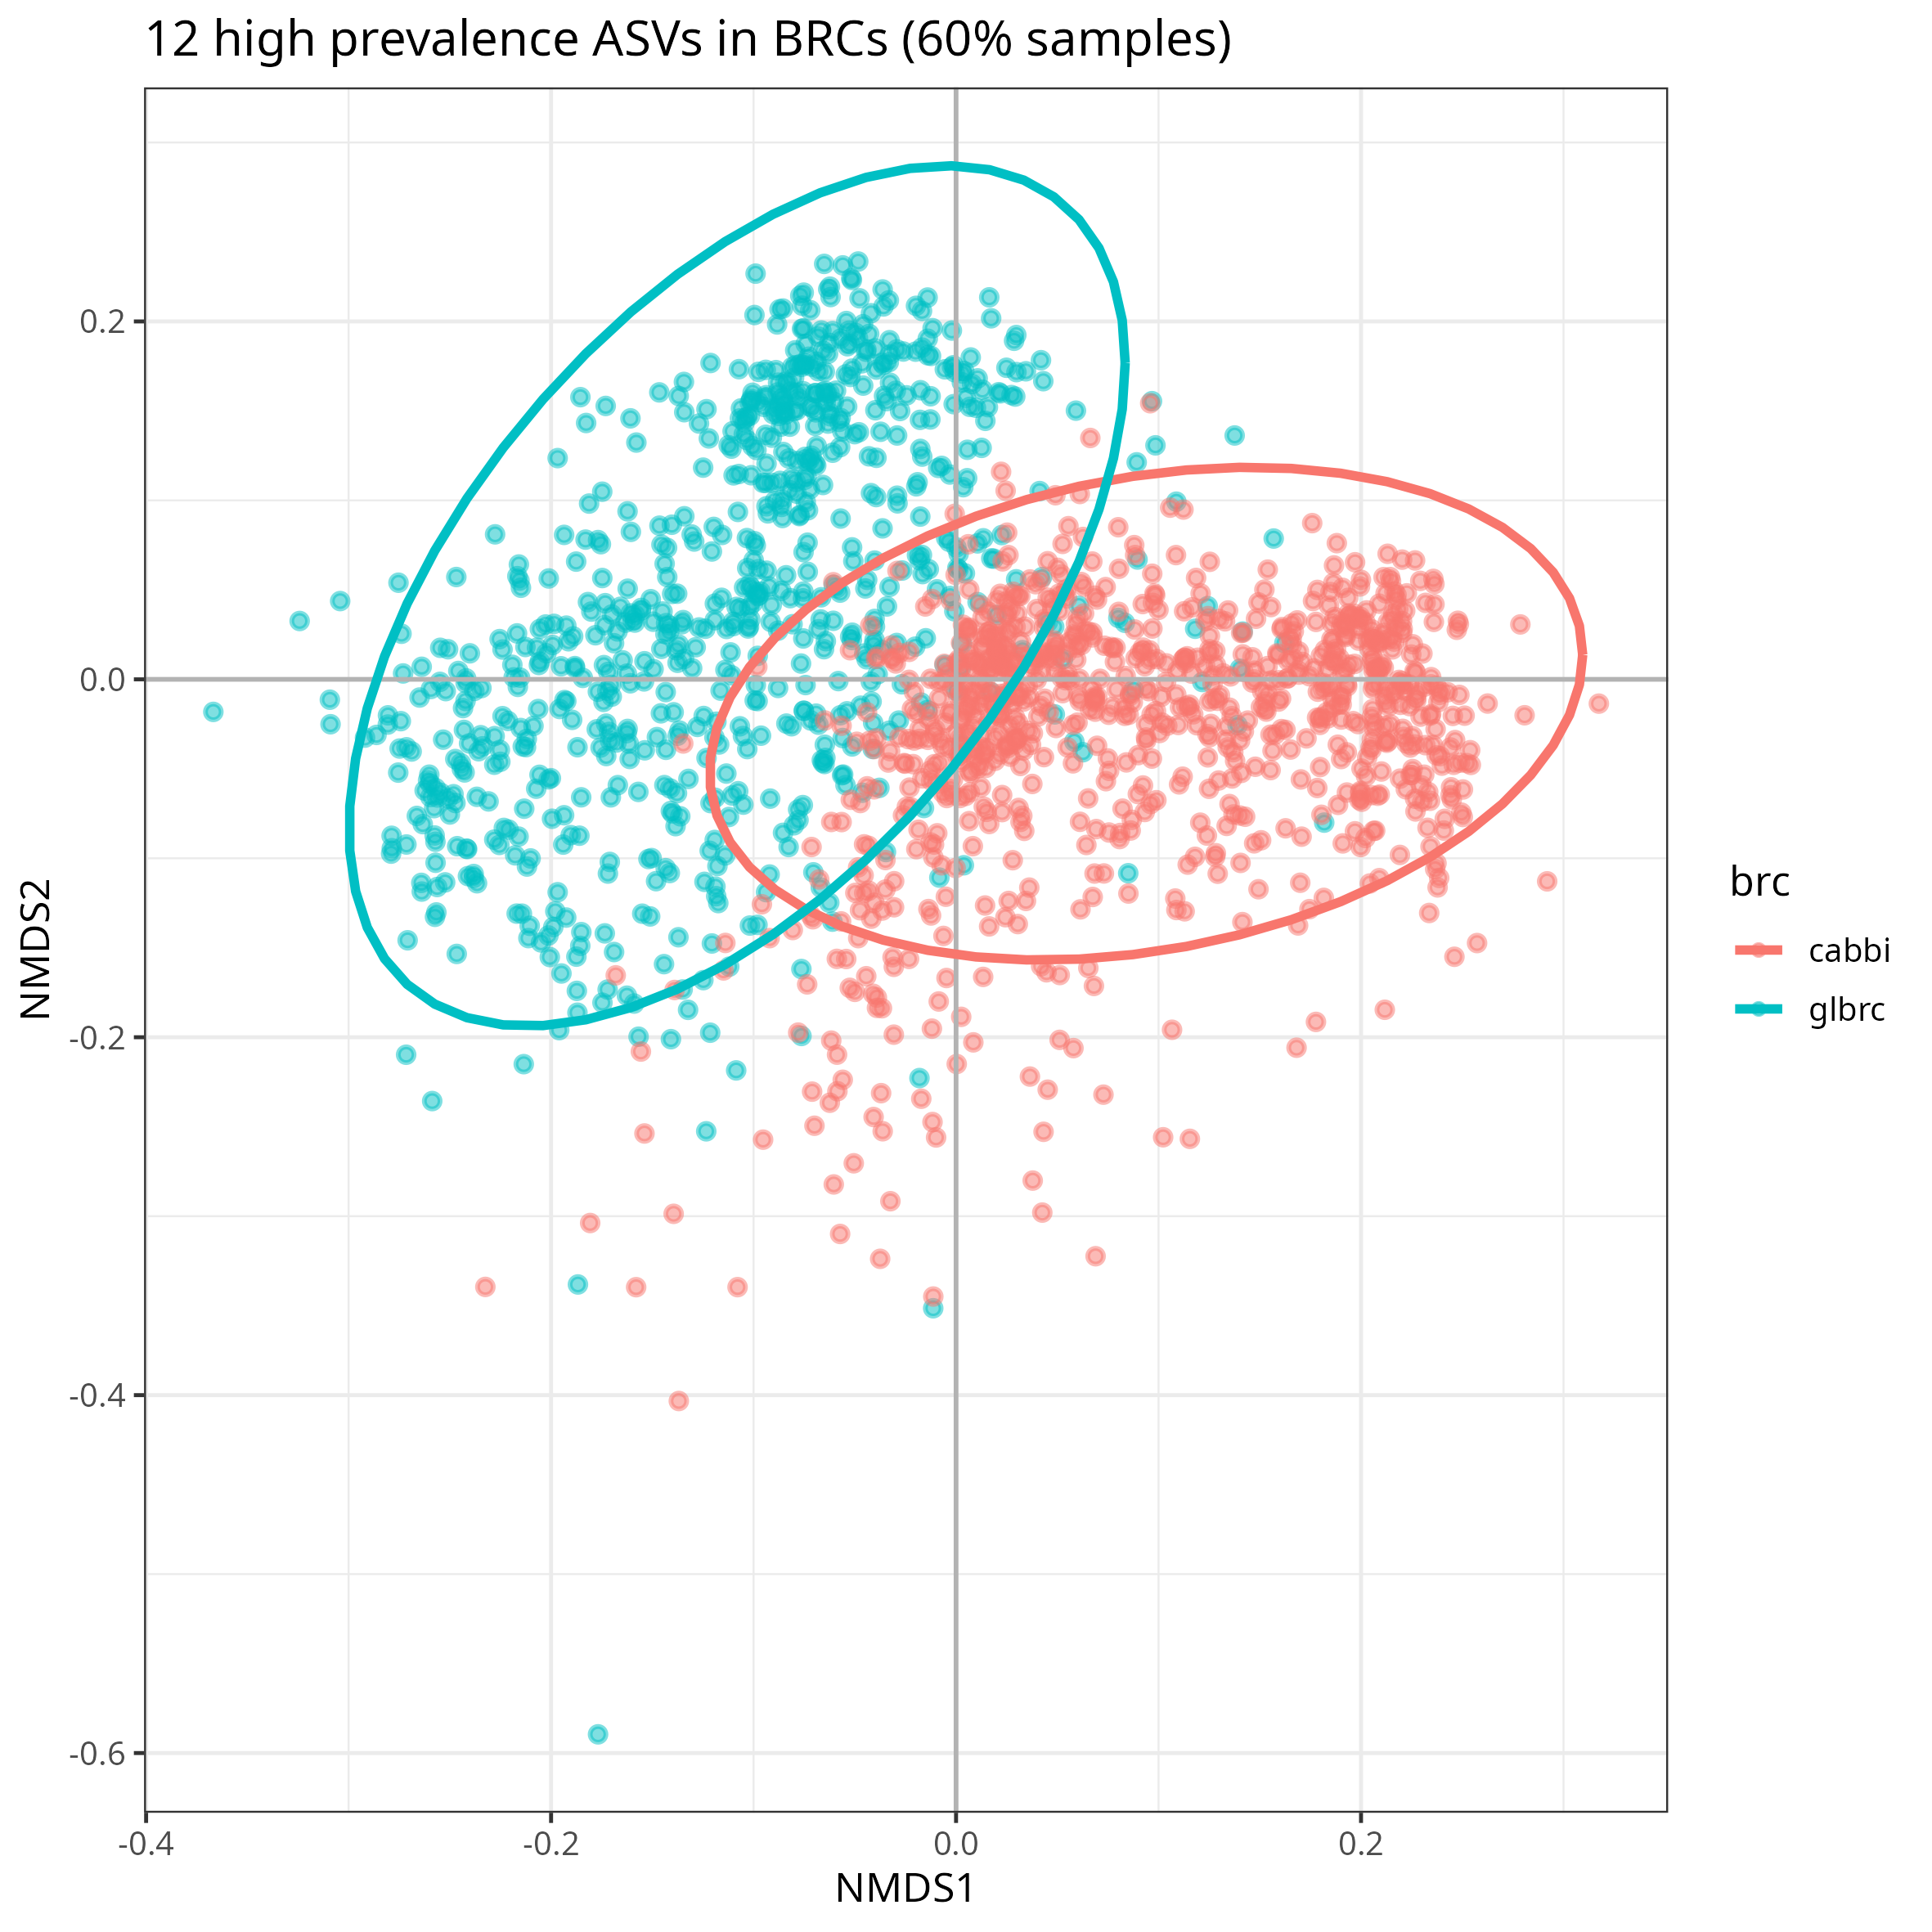 12 high prevalence ASVs in BRCs (60% samples)
0.2
0.0
-0.2
-0.4
-0.6
NMDS2
-0.4
-0.2
0.0
0.2
NMDS1
brc
cabbi
glbrc